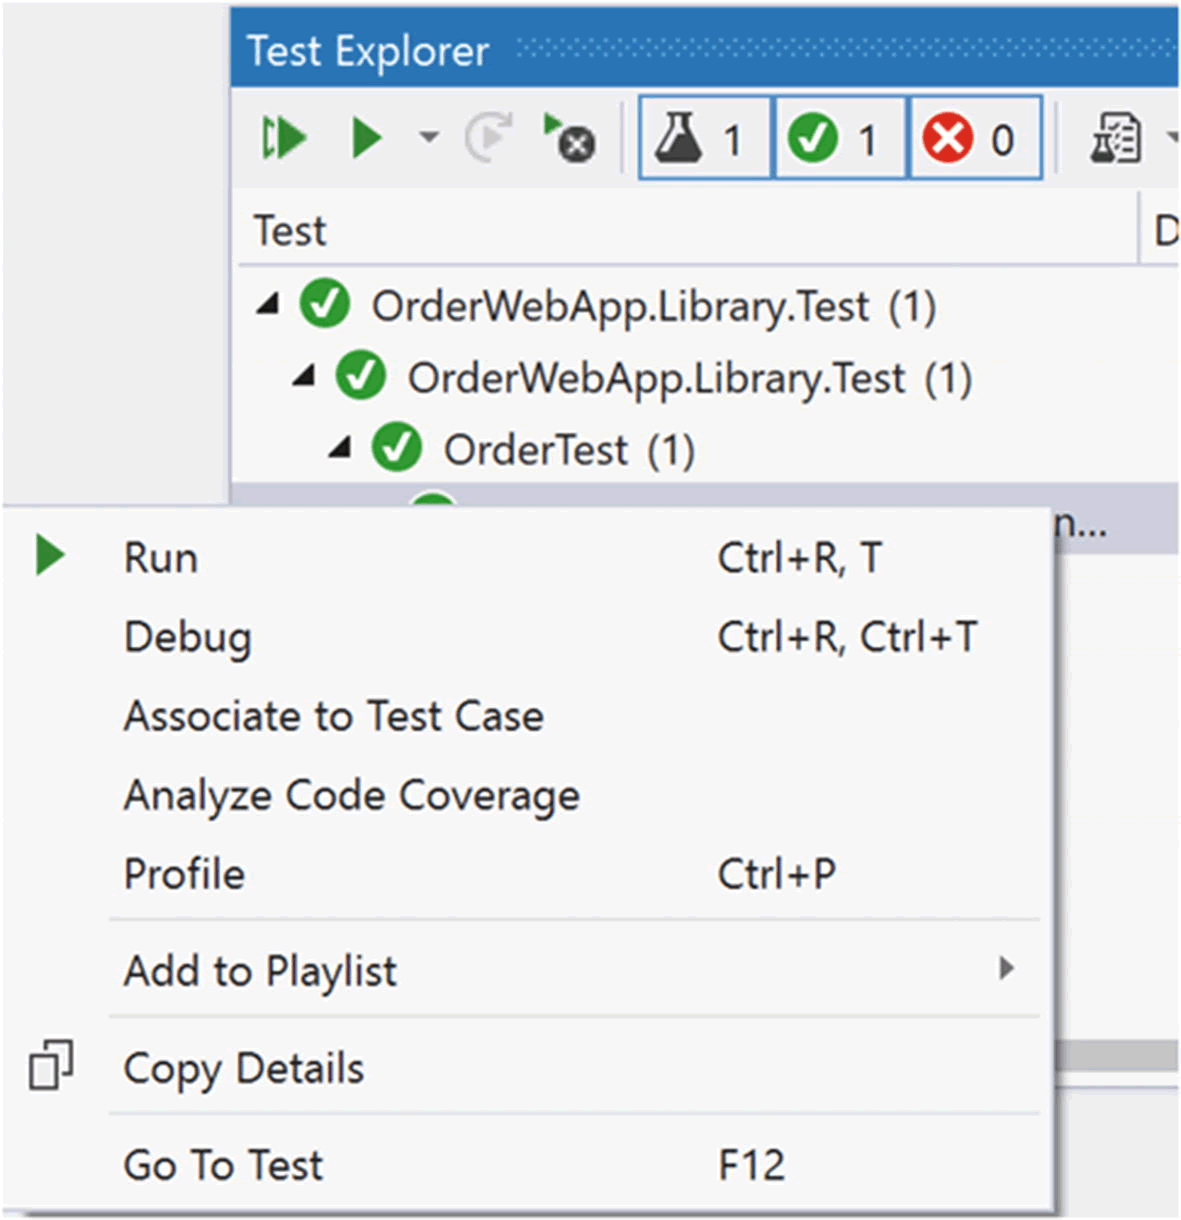 Test Explorer
1 1 0
Test
OrderWebApp.Library.Test (1)
OrderWebApp.Library.Test (1)
OrderTest (1)
Run Ctrl+R, T
Debug Ctrl+R, Ctrl+T
Associate to Test Case
Analyze Code Coverage
Profile Ctrl+P
Add to Playlist
Copy Details
Go To Test F12